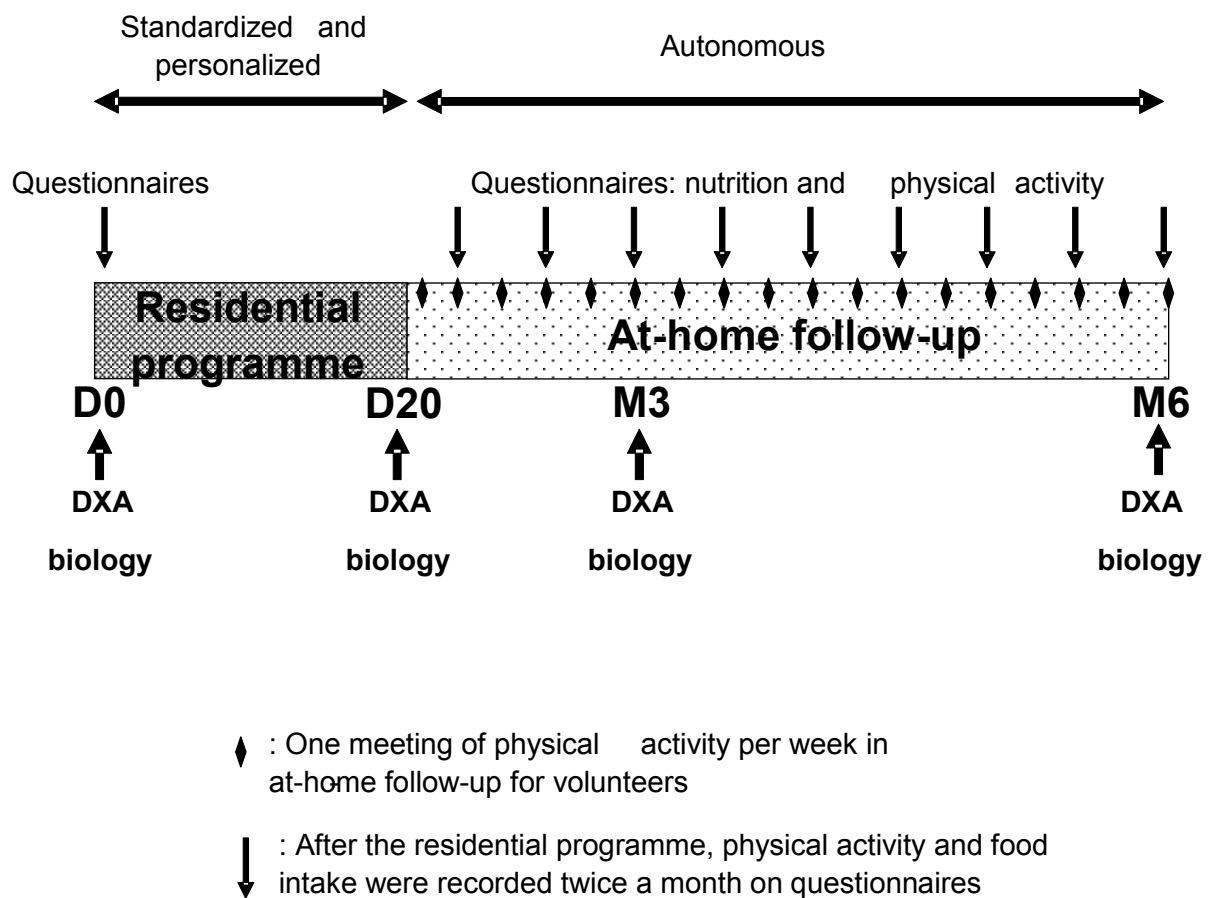 Standardized and
personalized
Autonomous
Questionnaires
Questionnaires: nutrition and physical activity
Residential
programme
At-home follow-up
D0
D20
M3
M6
DXA
DXA
DXA
DXA
biology
biology
biology
biology
: One meeting of physical activity per week in
at-home follow-up for volunteers
: After the residential programme, physical activity and food
intake were recorded twice a month on questionnaires